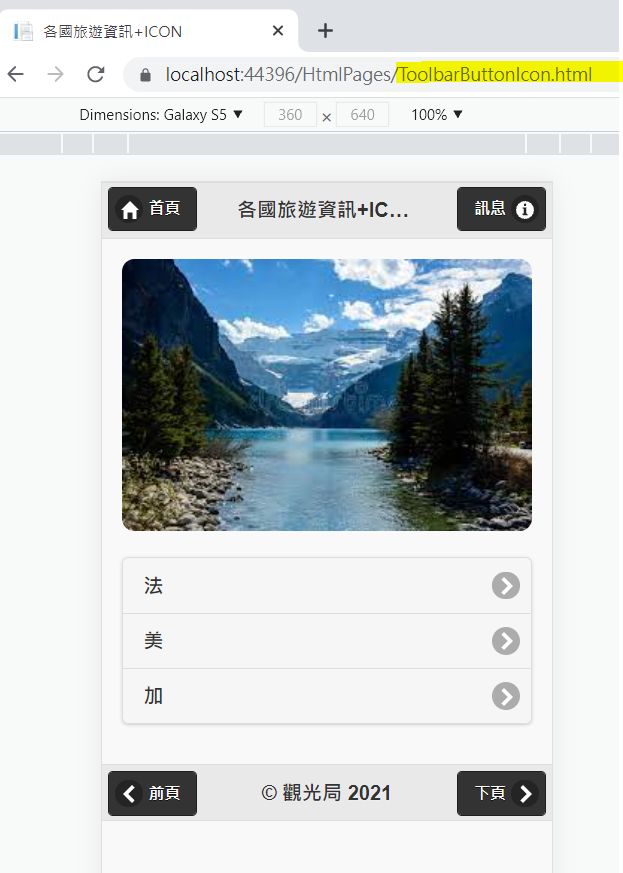 各國旅遊資訊+ICON
localhost:44396/HtmlPages/ToolbarButtonIcon.html
Dimensions: Galaxy S5 ▼ 360 × 640 100% ▼
首頁 各國旅遊資訊+IC... 訊息
法
美
加
前頁 © 觀光局 2021 下頁